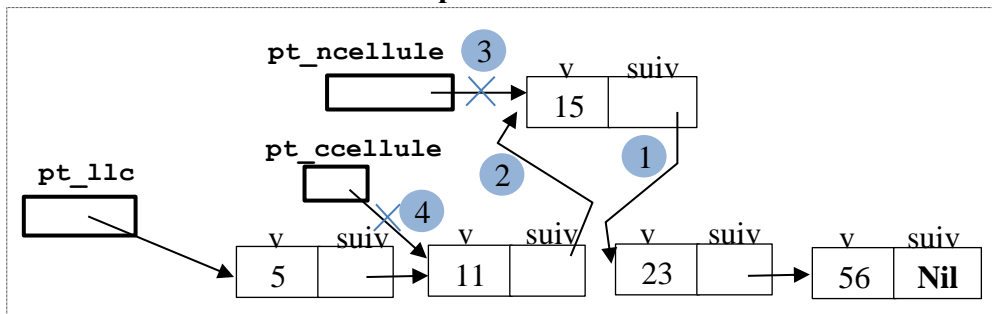 pt_ncellule 3
v suiv
15
pt_ccellule
1
2
pt_llc
4
v suiv v suiv v suiv v suiv
5 11 23 56 Nil